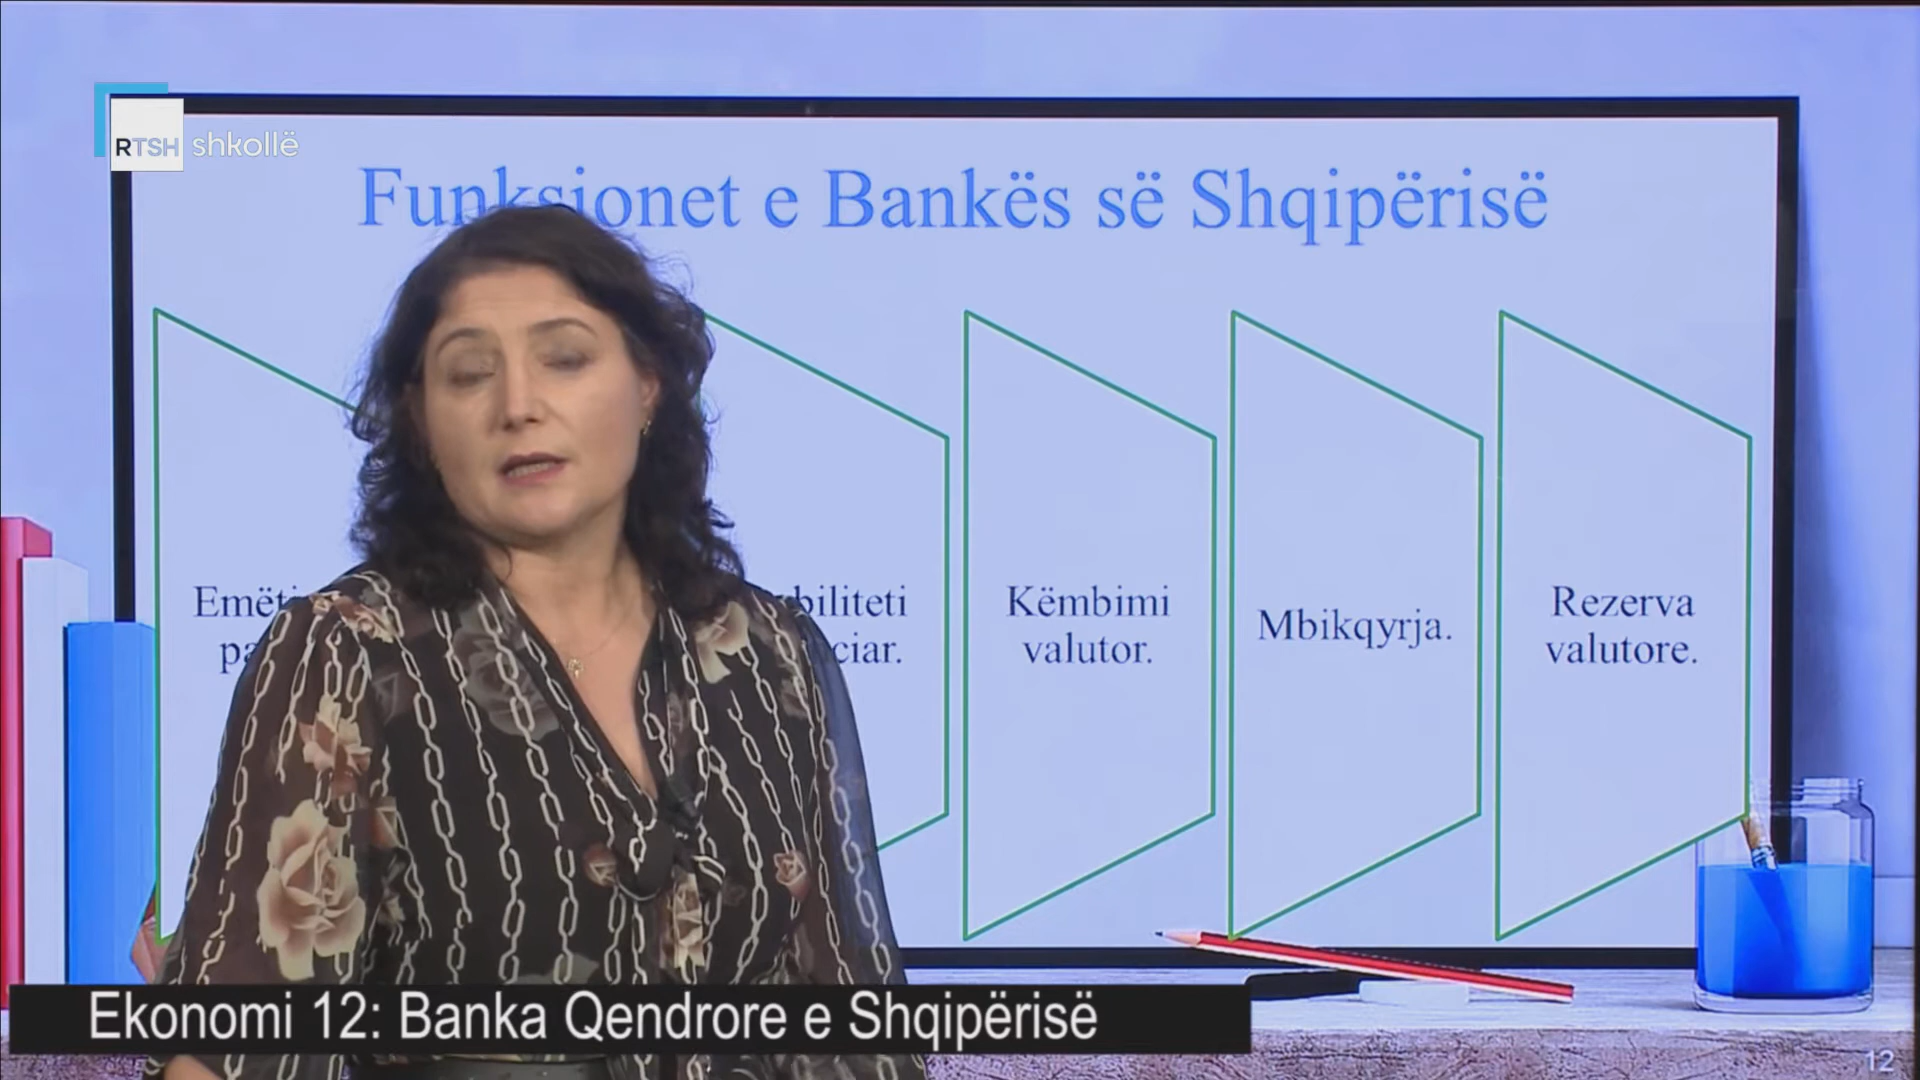 RTSH shkollë
Funksionet e Bankës së Shqipërisë
Këmbimi
valutor.
Mbikqyrja.
Rezerva
valutore.
Ekonomi 12: Banka Qendrore e Shqipërisë
12